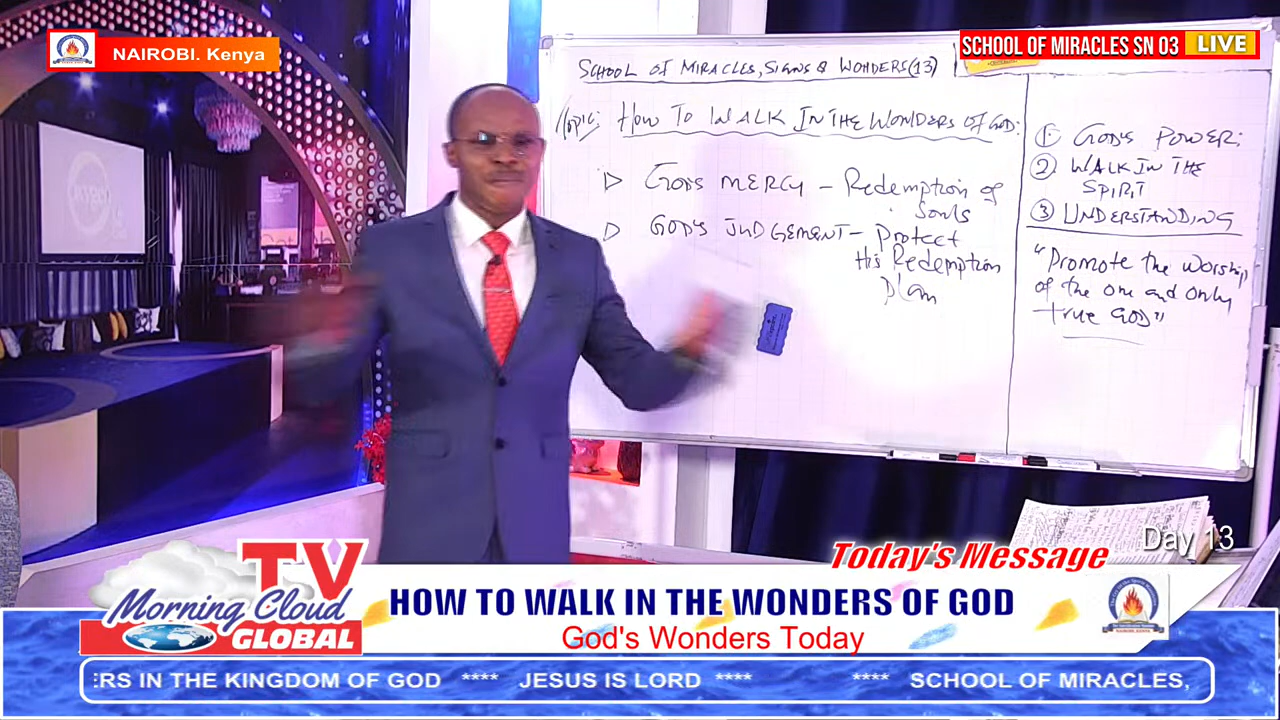 NAIROBI. Kenya
SCHOOL OF MIRACLES SN 03
LIVE
SCHOOL OF MIRACLES, SIGNS & WONDERS (13)
Topic: HOW TO WALK IN THE WONDERS OF GOD:
GODS MERCY - Redemption of
Souls
GOD'S JUDGEMENT - Protect
His Redemption
Plan
① GODS POWER:
② WALK IN THE
SPIRIT
③ UNDERSTANDING
"Promote the worship
of the one and only
true GOD"
Day 13
Today's Message
TV
Morning Cloud
GLOBAL
HOW TO WALK IN THE WONDERS OF GOD
God's Wonders Today
ERS IN THE KINGDOM OF GOD **** JESUS IS LORD **** **** SCHOOL OF MIRACLES,